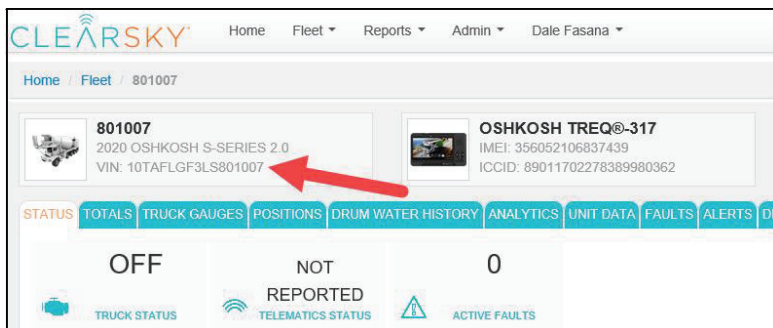 CLEARSKY Home Fleet Reports Admin Dale Fasana
Home / Fleet / 801007
801007
2020 OSHKOSH S-SERIES 2.0
VIN: 10TAFLGF3LS801007
OSHKOSH TREQ®-317
IMEI: 356052106837439
ICCID: 89011702278389980362
STATUS TOTALS TRUCK GAUGES POSITIONS DRUM WATER HISTORY ANALYTICS UNIT DATA FAULTS ALERTS
OFF
TRUCK STATUS
NOT
REPORTED
TELEMATICS STATUS
0
ACTIVE FAULTS